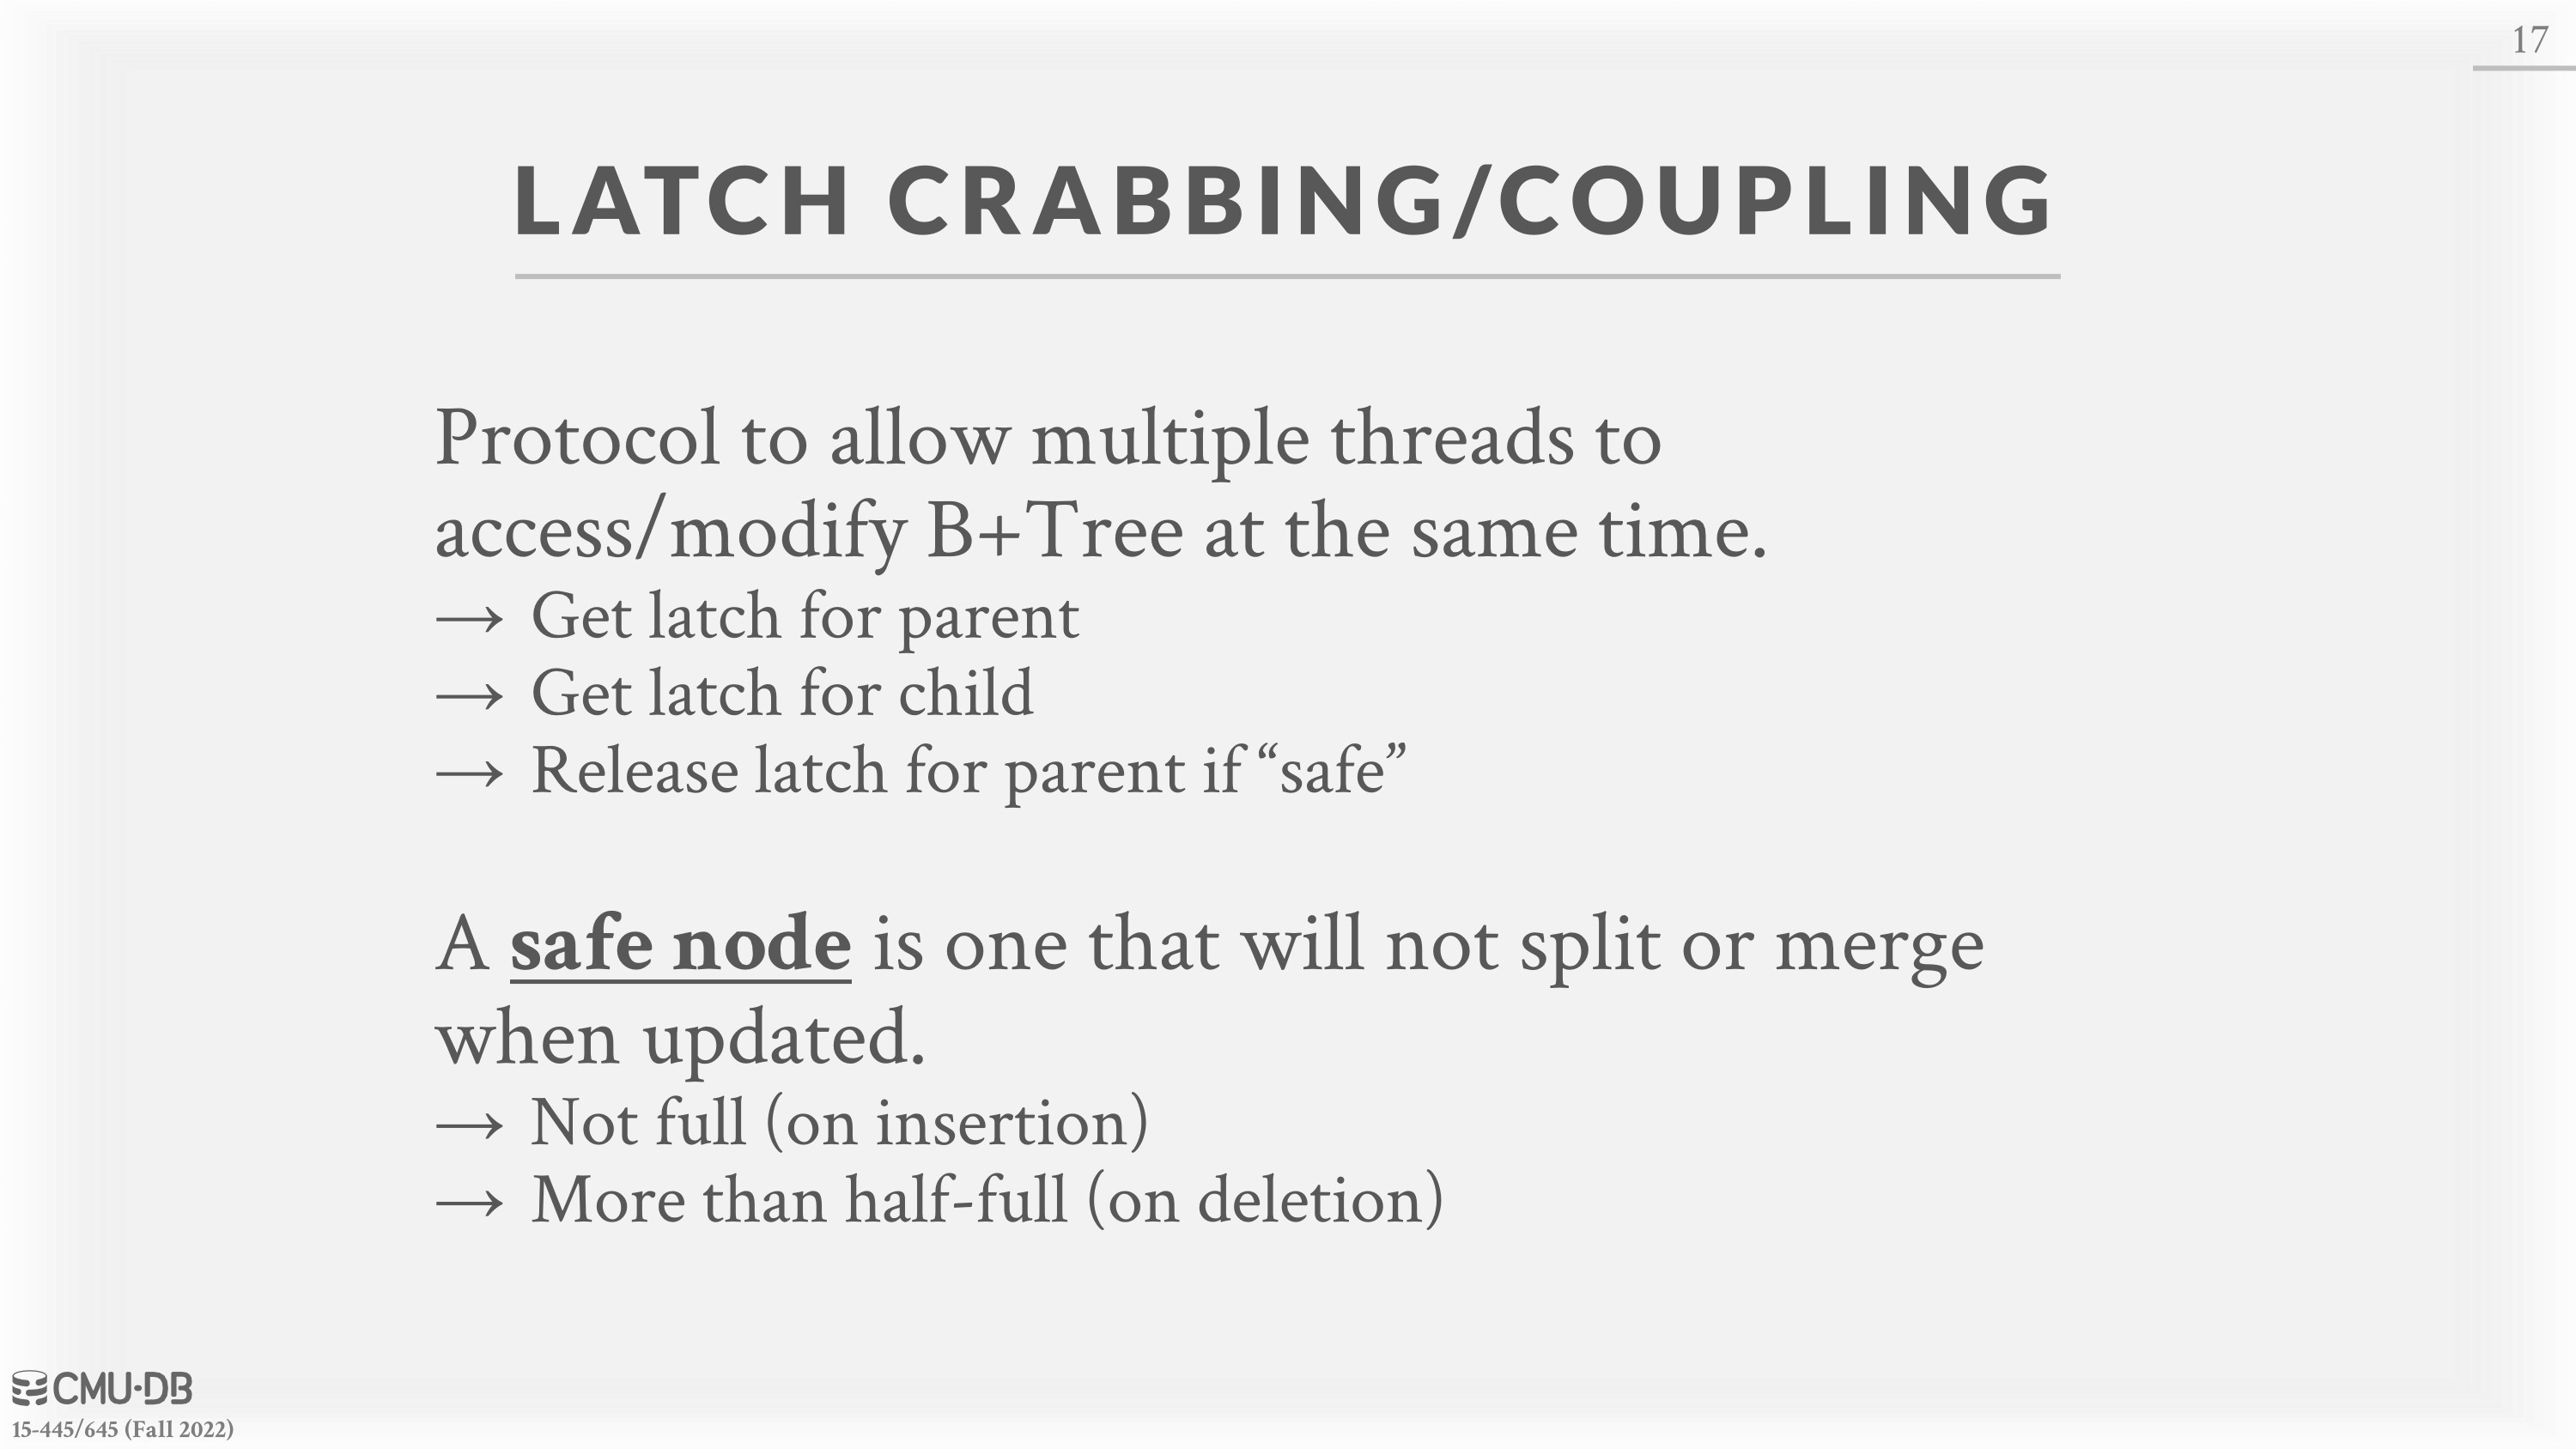 17
LATCH CRABBING/COUPLING
Protocol to allow multiple threads to
access/modify B+Tree at the same time.
→ Get latch for parent
→ Get latch for child
→ Release latch for parent if “safe”
A safe node is one that will not split or merge
when updated.
→ Not full (on insertion)
→ More than half-full (on deletion)
CMU·DB
15-445/645 (Fall 2022)